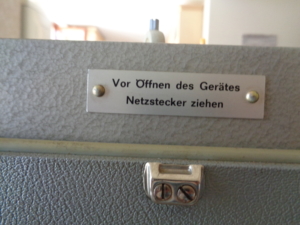 Vor Öffnen des Gerätes
Netzstecker ziehen